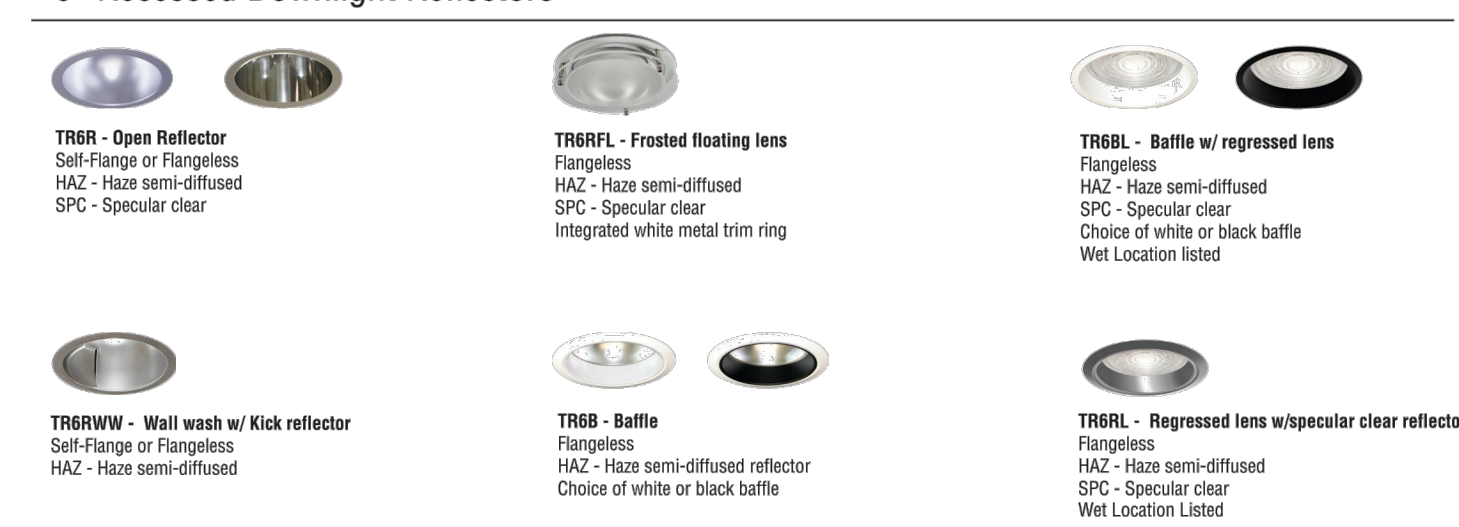 Recessed Downlight Reflectors
TR6R - Open Reflector
Self-Flange or Flangeless
HAZ - Haze semi-diffused
SPC - Specular clear
TR6RFL - Frosted floating lens
Flangeless
HAZ - Haze semi-diffused
SPC - Specular clear
Integrated white metal trim ring
TR6BL - Baffle w/ regressed lens
Flangeless
HAZ - Haze semi-diffused
SPC - Specular clear
Choice of white or black baffle
Wet Location listed
TR6RWW - Wall wash w/ Kick reflector
Self-Flange or Flangeless
HAZ - Haze semi-diffused
TR6B - Baffle
Flangeless
HAZ - Haze semi-diffused reflector
Choice of white or black baffle
TR6RL - Regressed lens w/specular clear reflecto
Flangeless
HAZ - Haze semi-diffused
SPC - Specular clear
Wet Location Listed